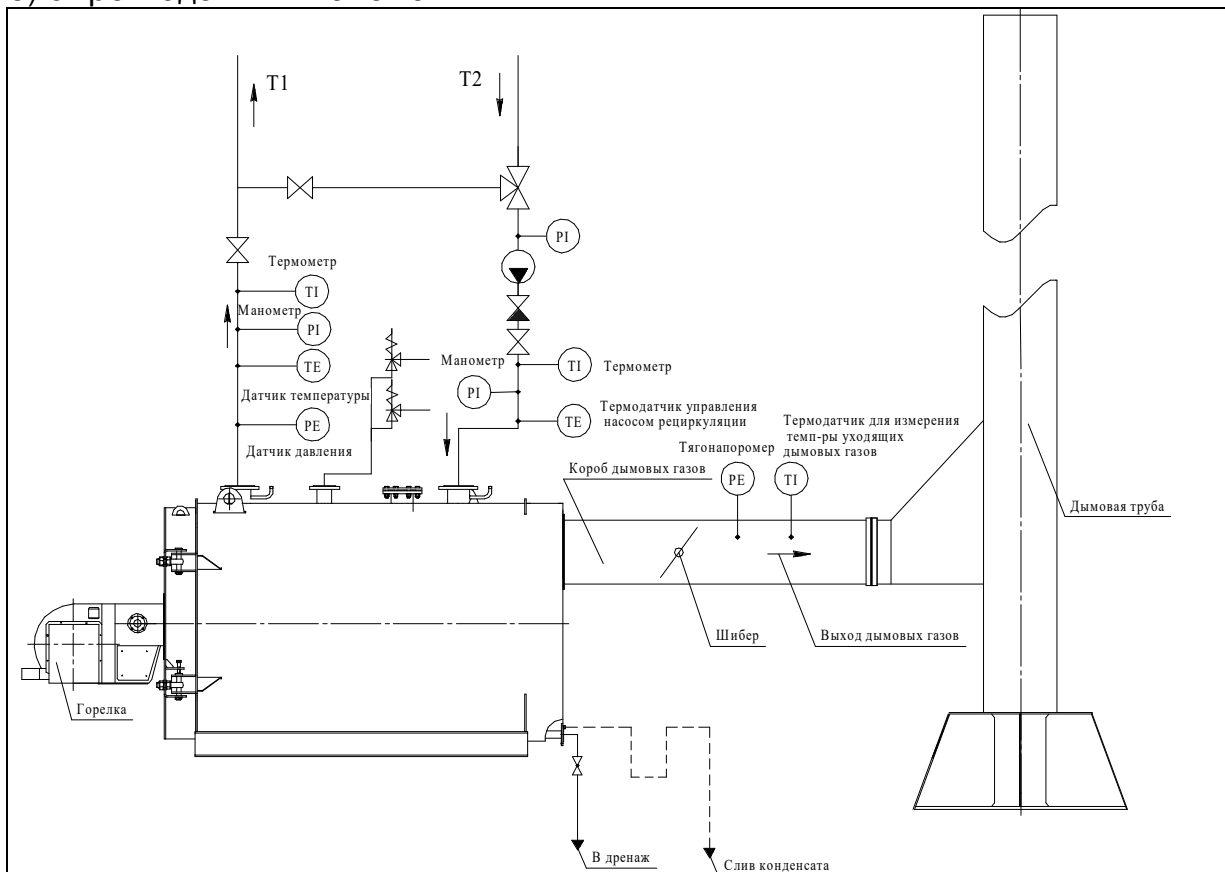 T1
T2
PI
Термометр
TI
Манометр
PI
TE
Датчик температуры
PE
Датчик давления
Манометр
PI
TI
Термометр
TE
Термодатчик управления
насосом рециркуляции
Термодатчик для измерения
темп-ры уходящих
дымовых газов
Тягонапоромер
PE
TI
Короб дымовых газов
Дымовая труба
Шибер
Выход дымовых газов
Горелка
В дренаж
Слив конденсата